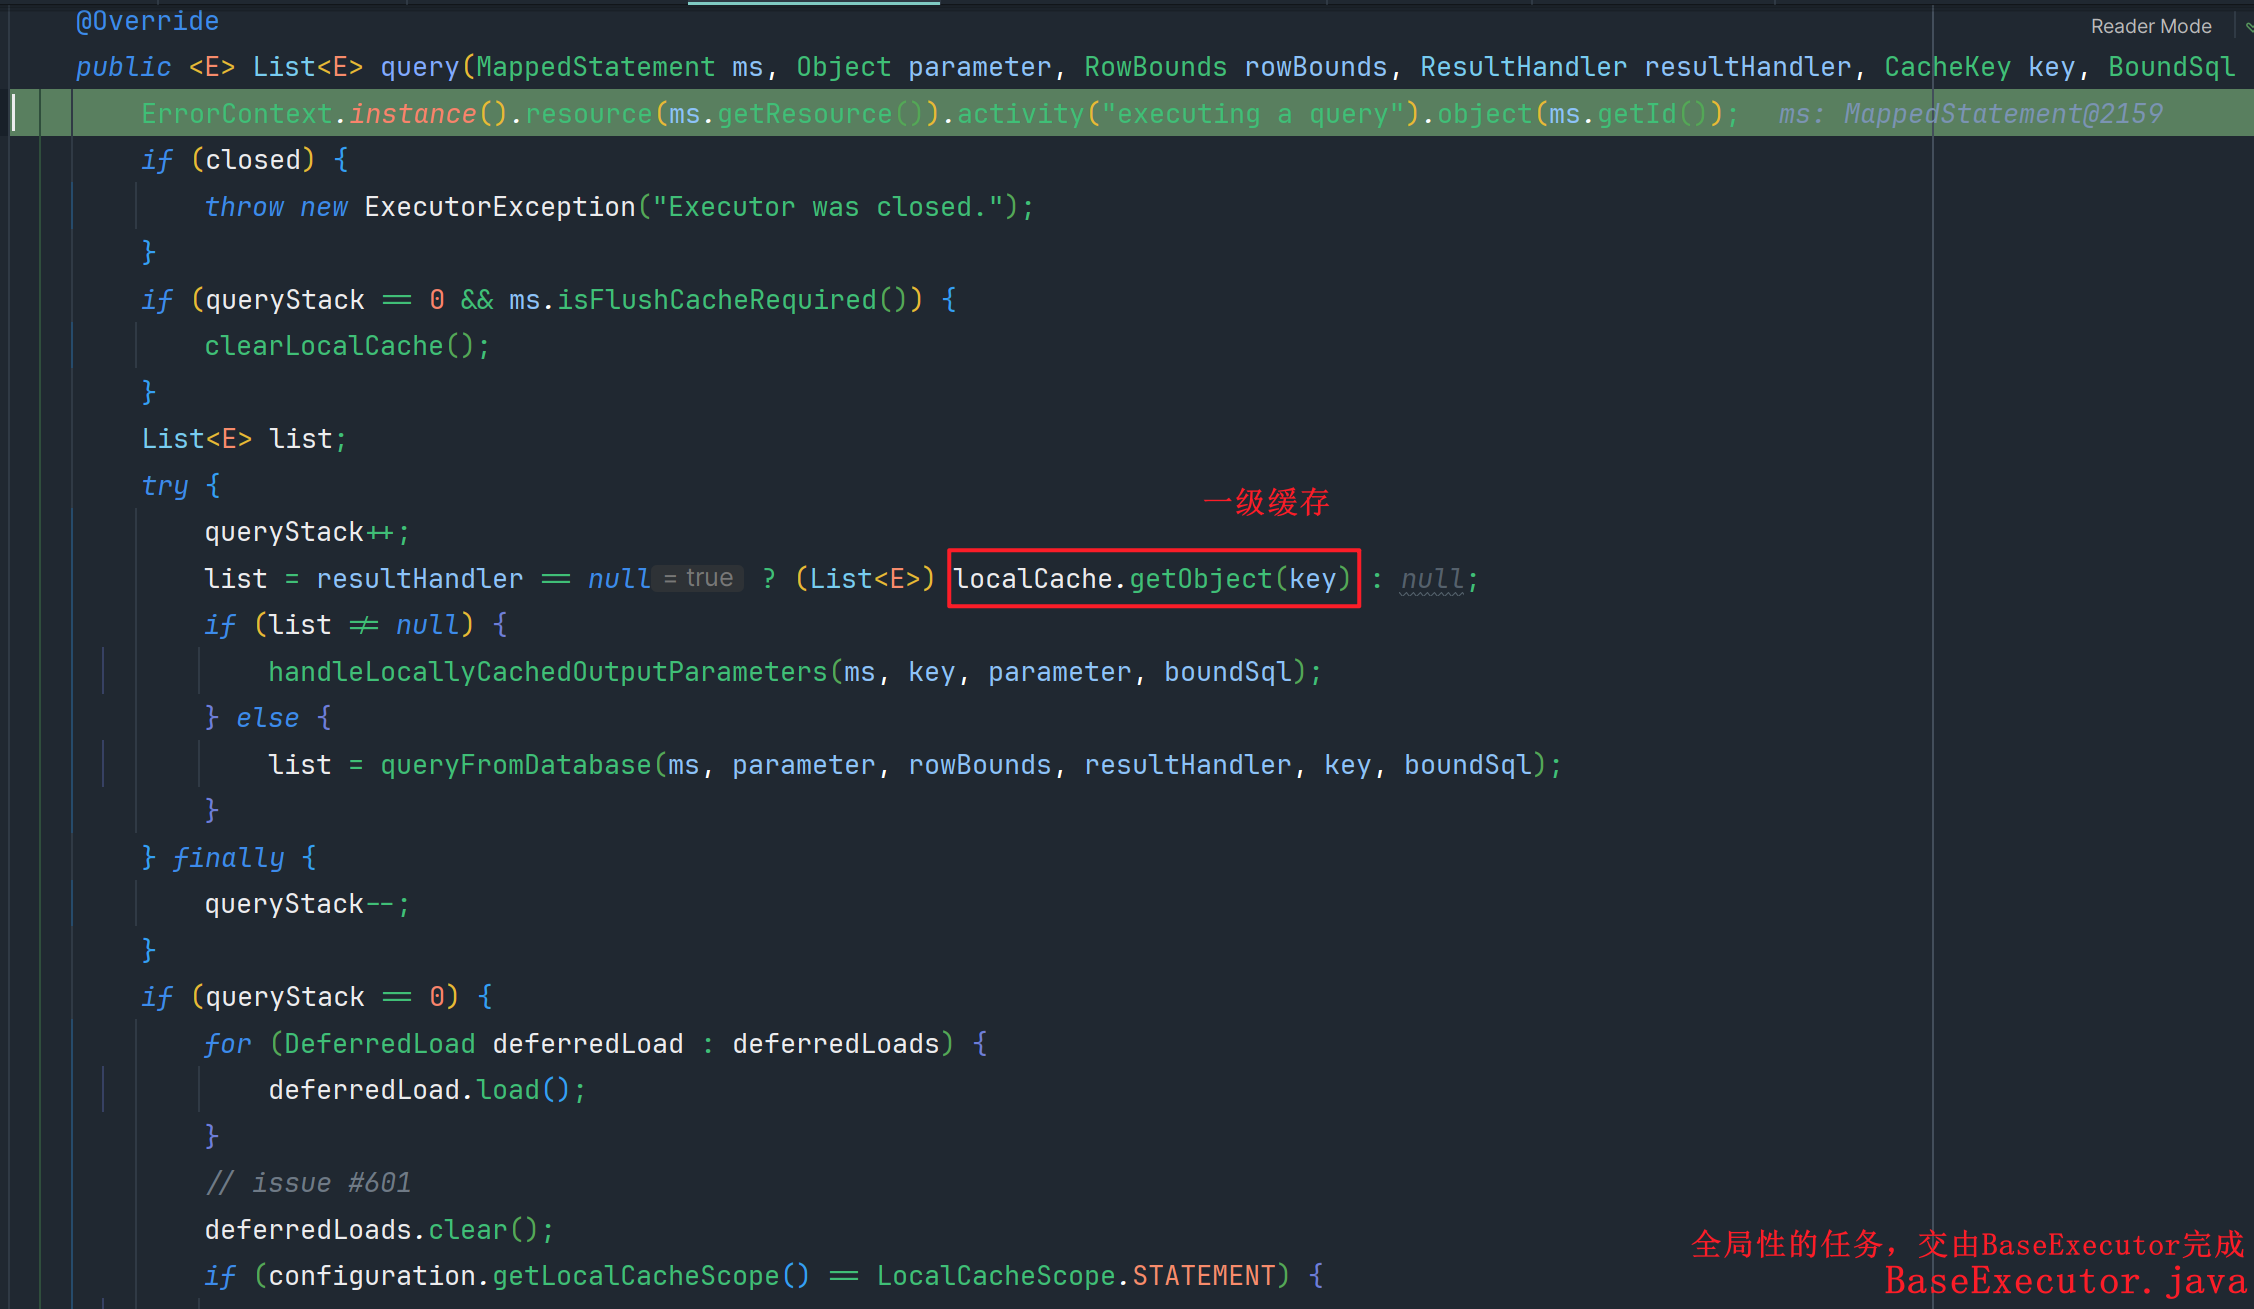 @Override
Reader Mode
public <E> List<E> query(MappedStatement ms, Object parameter, RowBounds rowBounds, ResultHandler resultHandler, CacheKey key, BoundSql
ErrorContext.instance().resource(ms.getResource()).activity("executing a query").object(ms.getId()); ms: MappedStatement@2159
if (closed) {
throw new ExecutorException("Executor was closed.");
}
if (queryStack == 0 && ms.isFlushCacheRequired()) {
clearLocalCache();
}
List<E> list;
try {
一级缓存
queryStack++;
list = resultHandler == null = true ? (List<E>) localCache.getObject(key) : null;
if (list != null) {
handleLocallyCachedOutputParameters(ms, key, parameter, boundSql);
} else {
list = queryFromDatabase(ms, parameter, rowBounds, resultHandler, key, boundSql);
}
} finally {
queryStack--;
}
if (queryStack == 0) {
for (DeferredLoad deferredLoad : deferredLoads) {
deferredLoad.load();
}
// issue #601
deferredLoads.clear();
全局性的任务，交由BaseExecutor完成
if (configuration.getLocalCacheScope() == LocalCacheScope.STATEMENT) {
BaseExecutor.java